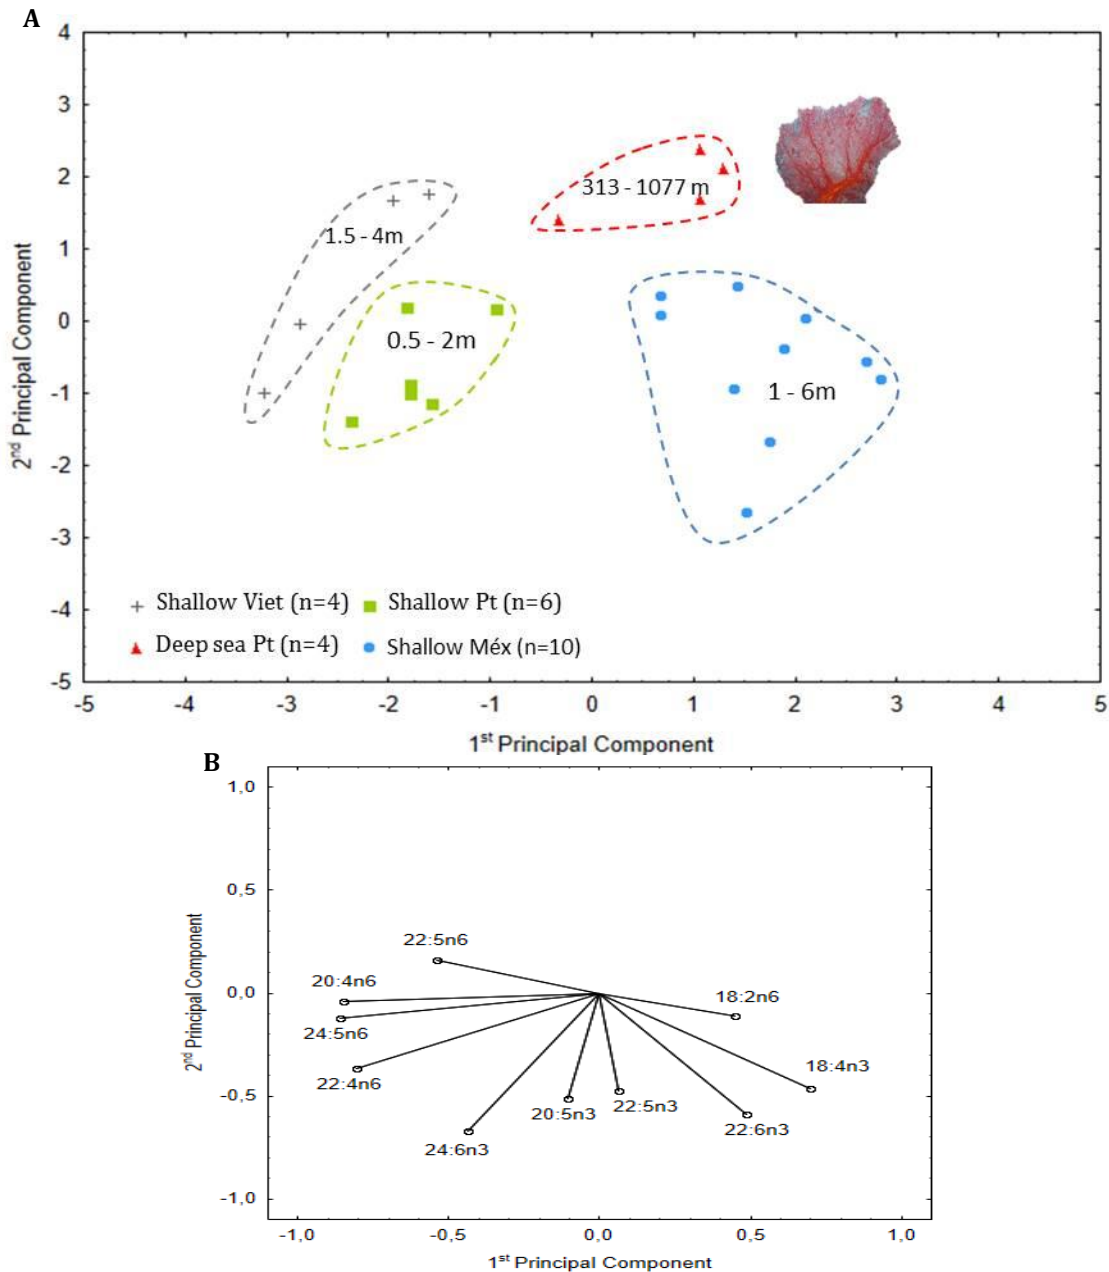 A
4
3
2
1
0
-1
-2
-3
-4
-5
2nd Principal Component
313 - 1077 m
1.5 - 4m
0.5 - 2m
1 - 6m
Shallow Viet (n=4)
Shallow Pt (n=6)
Deep sea Pt (n=4)
Shallow Méx (n=10)
-5 -4 -3 -2 -1 0 1 2 3 4 5
1st Principal Component
B
1,0
0,5
0,0
-0,5
-1,0
2nd Principal Component
22:5n6
20:4n6
24:5n6
22:4n6
24:6n3
20:5n3
22:5n3
22:6n3
18:4n3
18:2n6
-1,0 -0,5 0,0 0,5 1,0
1st Principal Component